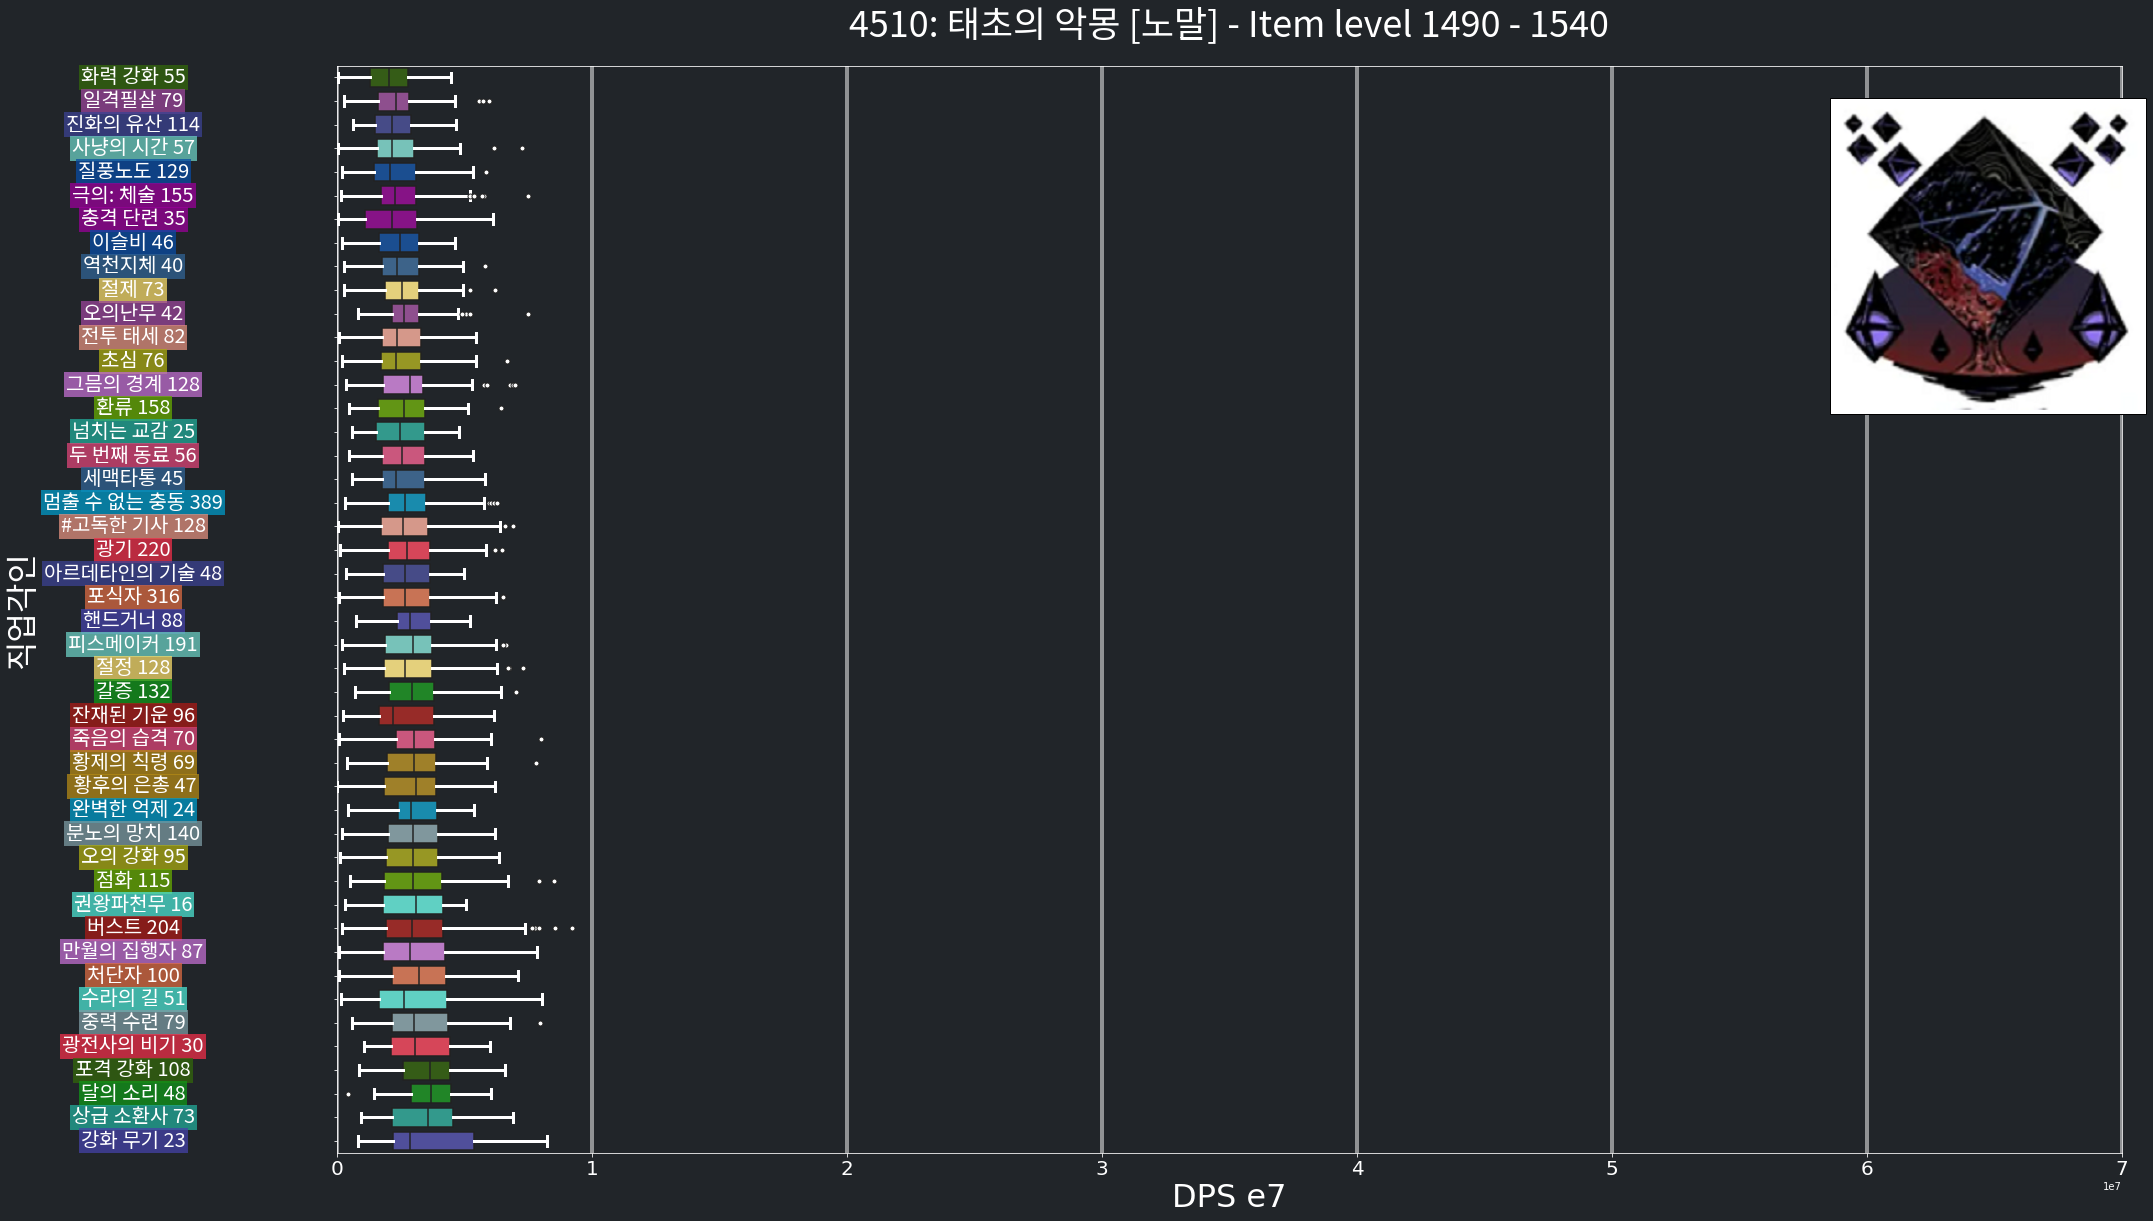 4510: 태초의 악몽 [노말] - Item level 1490 - 1540
화력 강화 55
일격필살 79
진화의 유산 114
사냥의 시간 57
질풍노도 129
극의: 체술 155
충격 단련 35
이슬비 46
역천지체 40
절제 73
오의난무 42
전투 태세 82
초심 76
그믐의 경계 128
환류 158
넘치는 교감 25
두 번째 동료 56
세맥타통 45
멈출 수 없는 충동 389
#고독한 기사 128
광기 220
아르데타인의 기술 48
포식자 316
핸드거너 88
피스메이커 191
절정 128
갈증 132
잔재된 기운 96
죽음의 습격 70
황제의 칙령 69
황후의 은총 47
완벽한 억제 24
분노의 망치 140
오의 강화 95
점화 115
권왕파천무 16
버스트 204
만월의 집행자 87
처단자 100
수라의 길 51
중력 수련 79
광전사의 비기 30
포격 강화 108
달의 소리 48
상급 소환사 73
강화 무기 23
직업각인
0 1 2 3 4 5 6 7
1e7
DPS e7